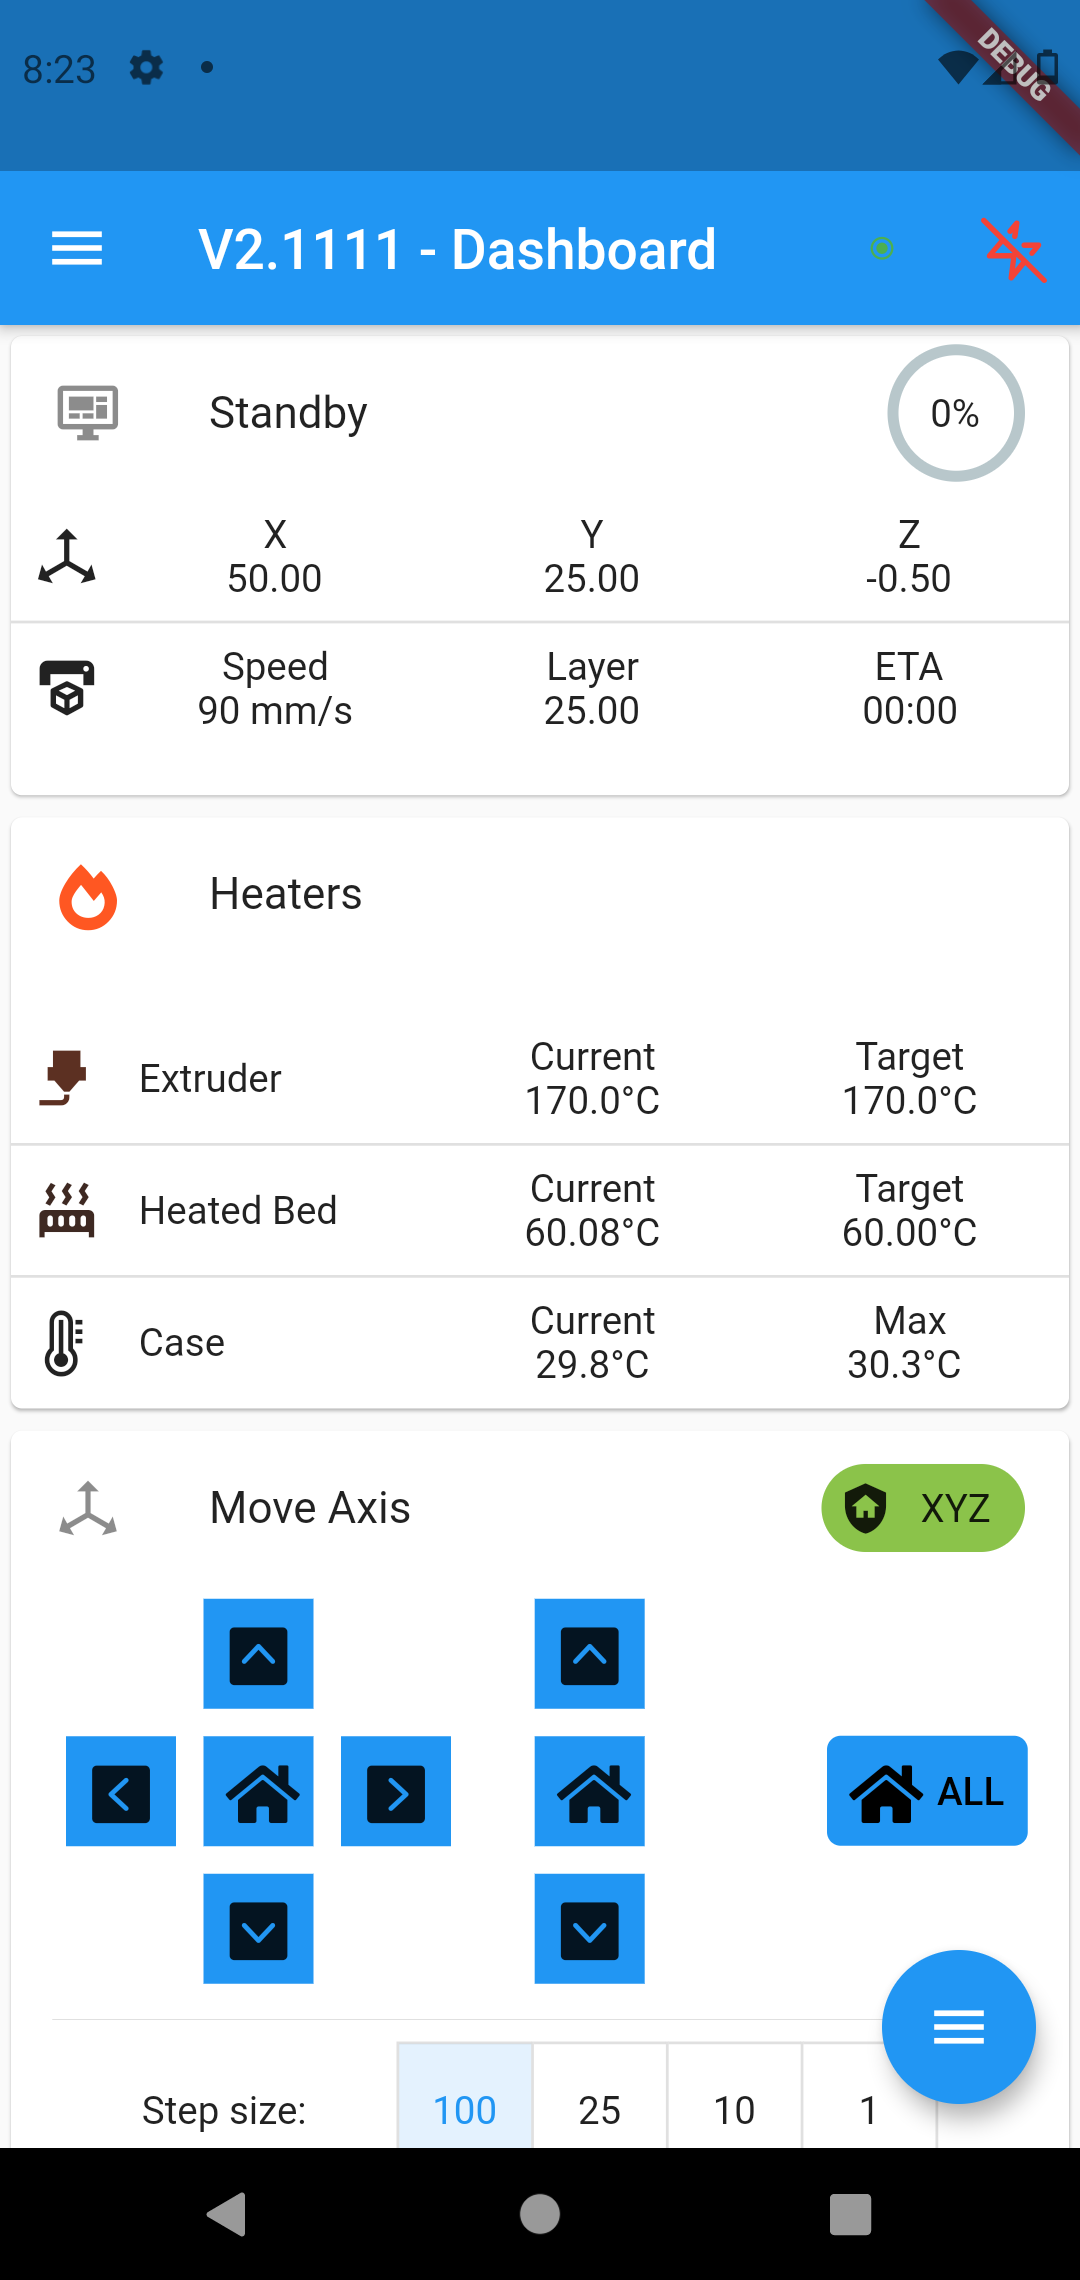 8:23
DEBUG
V2.1111 - Dashboard
Standby
0%
X Y Z
50.00 25.00 -0.50
Speed Layer ETA
90 mm/s 25.00 00:00
Heaters
Extruder
Current Target
170.0°C 170.0°C
Heated Bed
Current Target
60.08°C 60.00°C
Case
Current Max
29.8°C 30.3°C
Move Axis
XYZ
ALL
Step size: 100 25 10 1